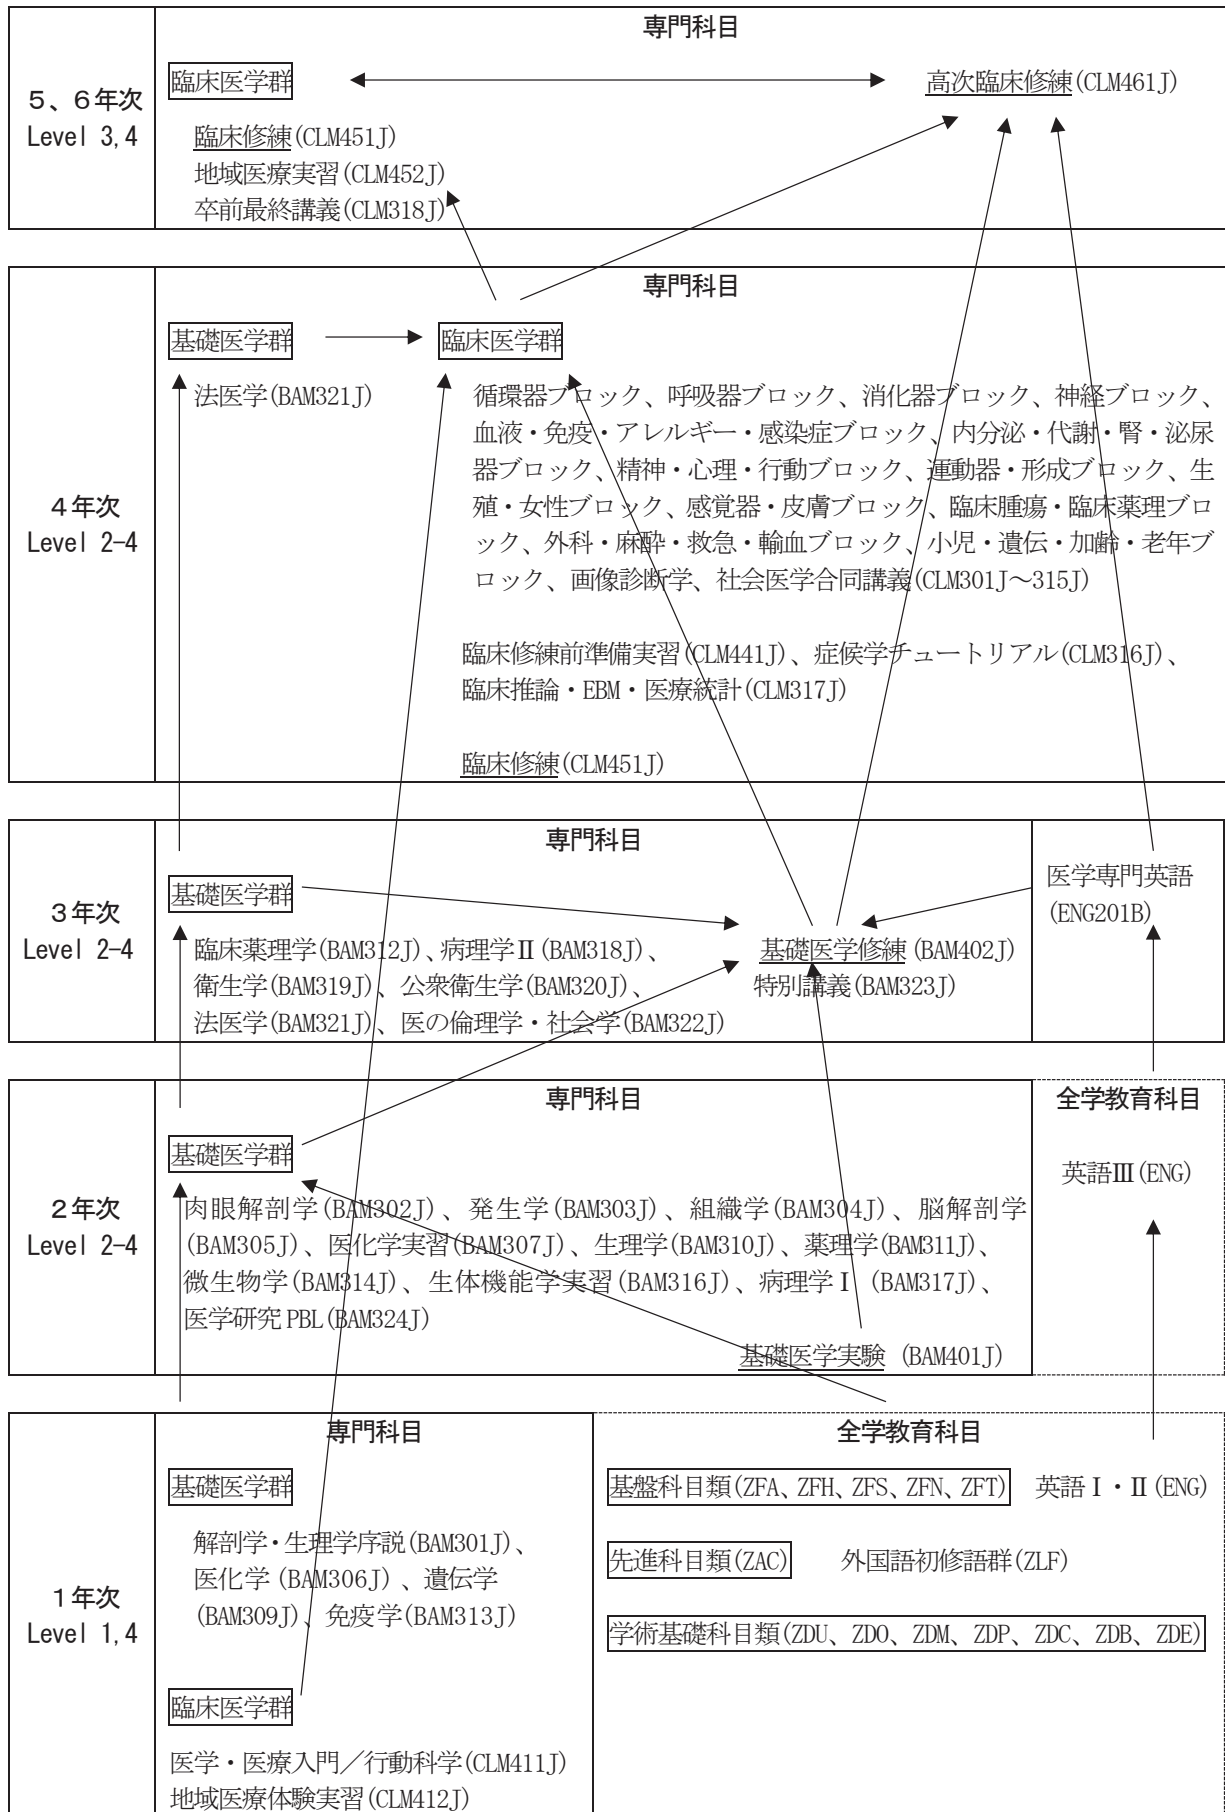 専門科目
5、6年次
Level 3,4
臨床医学群
高次臨床修練(CLM461J)
臨床修練(CLM451J)
地域医療実習(CLM452J)
卒前最終講義(CLM318J)
専門科目
4年次
Level 2-4
基礎医学群
臨床医学群
法医学(BAM321J)
循環器ブロック、呼吸器ブロック、消化器ブロック、神経ブロック、
血液・免疫・アレルギー・感染症ブロック、内分泌・代謝・腎・泌尿
器ブロック、精神・心理・行動ブロック、運動器・形成ブロック、生
殖・女性ブロック、感覚器・皮膚ブロック、臨床腫瘍・臨床薬理ブロ
ック、外科・麻酔・救急・輸血ブロック、小児・遺伝・加齢・老年ブ
ロック、画像診断学、社会医学合同講義(CLM301J～315J)
臨床修練前準備実習(CLM441J)、症候学チュートリアル(CLM316J)、
臨床推論・EBM・医療統計(CLM317J)
臨床修練(CLM451J)
専門科目
3年次
Level 2-4
基礎医学群
医学専門英語
(ENG201B)
臨床薬理学(BAM312J)、病理学Ⅱ(BAM318J)、
衛生学(BAM319J)、公衆衛生学(BAM320J)、
法医学(BAM321J)、医の倫理学・社会学(BAM322J)
基礎医学修練(BAM402J)
特別講義(BAM323J)
専門科目
全学教育科目
2年次
Level 2-4
基礎医学群
英語Ⅲ(ENG)
肉眼解剖学(BAM302J)、発生学(BAM303J)、組織学(BAM304J)、脳解剖学
(BAM305J)、医化学実習(BAM307J)、生理学(BAM310J)、薬理学(BAM311J)、
微生物学(BAM314J)、生体機能学実習(BAM316J)、病理学Ⅰ (BAM317J)、
医学研究 PBL(BAM324J)
基礎医学実験 (BAM401J)
専門科目
全学教育科目
1年次
Level 1,4
基礎医学群
基盤科目類(ZFA、ZFH、ZFS、ZFN、ZFT) 英語Ⅰ・Ⅱ(ENG)
解剖学・生理学序説(BAM301J)、
医化学(BAM306J)、遺伝学
(BAM309J)、免疫学(BAM313J)
先進科目類(ZAC) 外国語初修語群(ZLF)
学術基礎科目類(ZDU、ZDO、ZDM、ZDP、ZDC、ZDB、ZDE)
臨床医学群
医学・医療入門／行動科学(CLM411J)
地域医療体験実習(CLM412J)